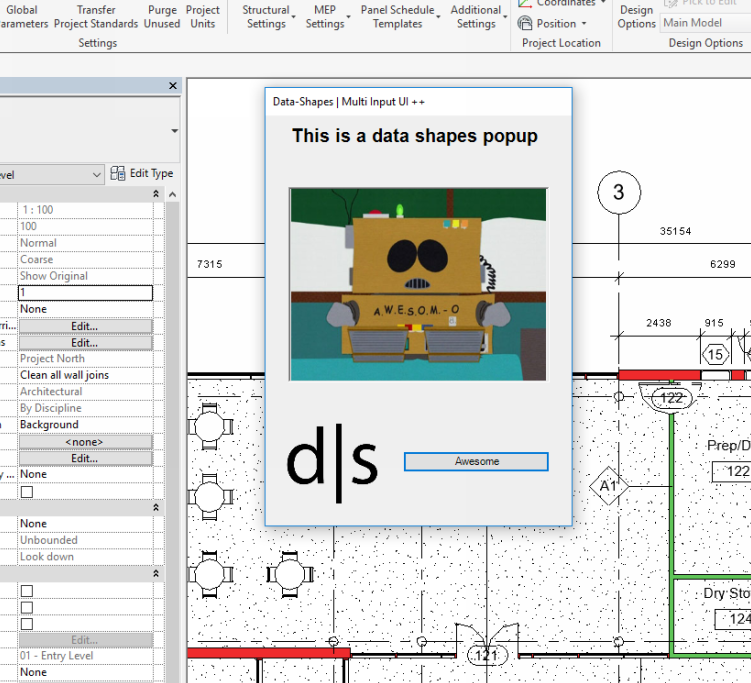 Global
Transfer
Purge
Project
Structural
MEP
Panel Schedule
Additional
Coordinates
Design
Pick to Edit
Parameters
Project Standards
Unused
Units
Settings
Settings
Templates
Settings
Position
Options
Main Model
Settings
Project Location
Design Options
Data-Shapes | Multi Input UI ++
This is a data shapes popup
A.W.E.S.O.M.-O
d|s
Awesome
Edit Type
1 : 100
100
Normal
Coarse
Show Original
1
None
Edit...
Edit...
Project North
Clean all wall joins
Architectural
By Discipline
Background
<none>
Edit...
None
None
Unbounded
Look down
Edit...
01 - Entry Level
None
3
35154
7315
6299
2438
915
15
122
A1
Prep/D
122
Dry Sto
124
121